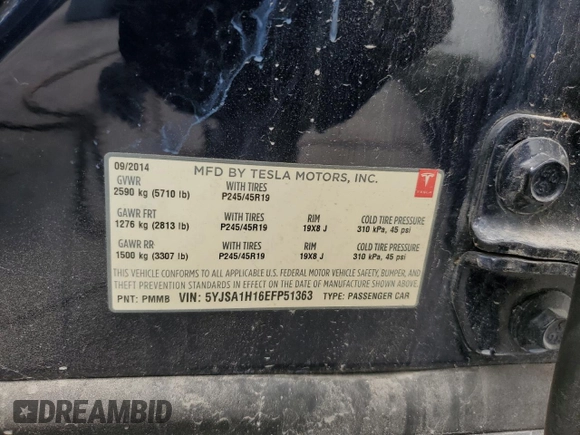 09/2014 MFD BY TESLA MOTORS, INC.
GVWR WITH TIRES
2590 kg (5710 lb) P245/45R19
TESLA
GAWR FRT WITH TIRES RIM COLD TIRE PRESSURE
1276 kg (2813 lb) P245/45R19 19X8 J 310 kPa, 45 psi
GAWR RR WITH TIRES RIM COLD TIRE PRESSURE
1500 kg (3307 lb) P245/45R19 19X8 J 310 kPa, 45 psi
THIS VEHICLE CONFORMS TO ALL APPLICABLE U.S. FEDERAL MOTOR VEHICLE SAFETY, BUMPER, AND
THEFT PREVENTION STANDARDS IN EFFECT ON THE DATE OF MANUFACTURE SHOWN ABOVE.
PNT: PMMB VIN: 5YJSA1H16EFP51363 TYPE: PASSENGER CAR
DREAMBID